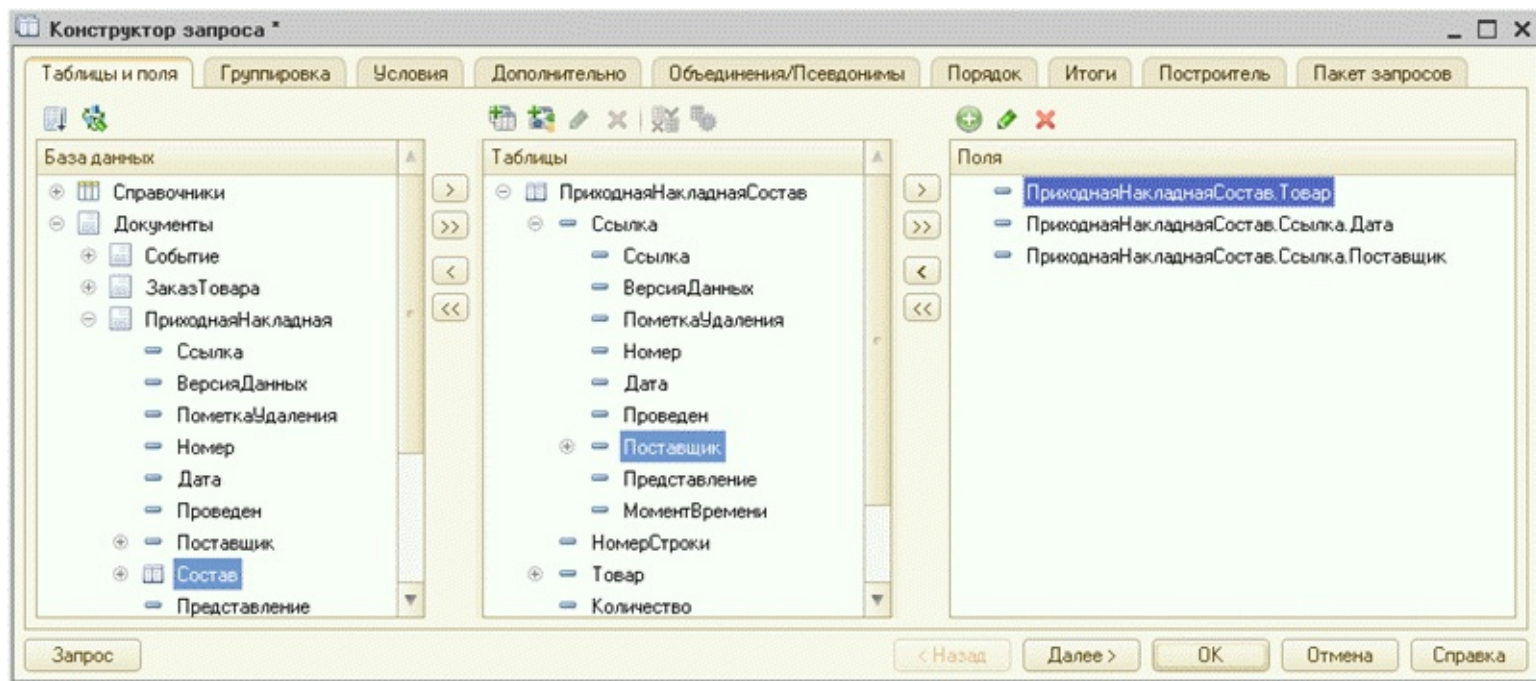 Конструктор запроса *
Таблицы и поля Группировка Условия Дополнительно Объединения/Псевдонимы Порядок Итоги Построитель Пакет запросов
База данных
Справочники
Документы
Событие
ЗаказТовара
ПриходнаяНакладная
Ссылка
ВерсияДанных
ПометкаУдаления
Номер
Дата
Проведен
Поставщик
Состав
Представление
>
>>
<
<<
Таблицы
ПриходнаяНакладнаяСостав
Ссылка
Ссылка
ВерсияДанных
ПометкаУдаления
Номер
Дата
Проведен
Поставщик
Представление
МоментВремени
НомерСтроки
Товар
Количество
>
>>
<
<<
Поля
ПриходнаяНакладнаяСостав.Товар
ПриходнаяНакладнаяСостав.Ссылка.Дата
ПриходнаяНакладнаяСостав.Ссылка.Поставщик
Запрос < Назад Далее > ОК Отмена Справка